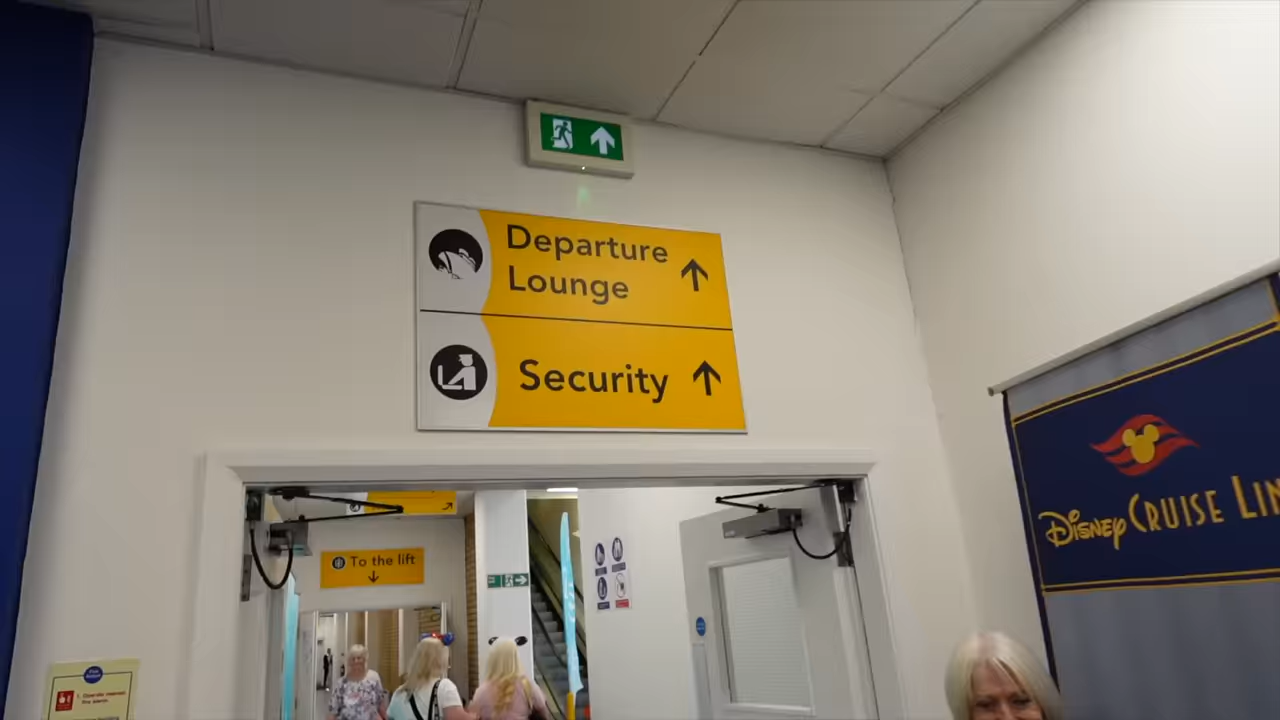 Departure
Lounge
Security
To the lift
Disney CRUISE LIN